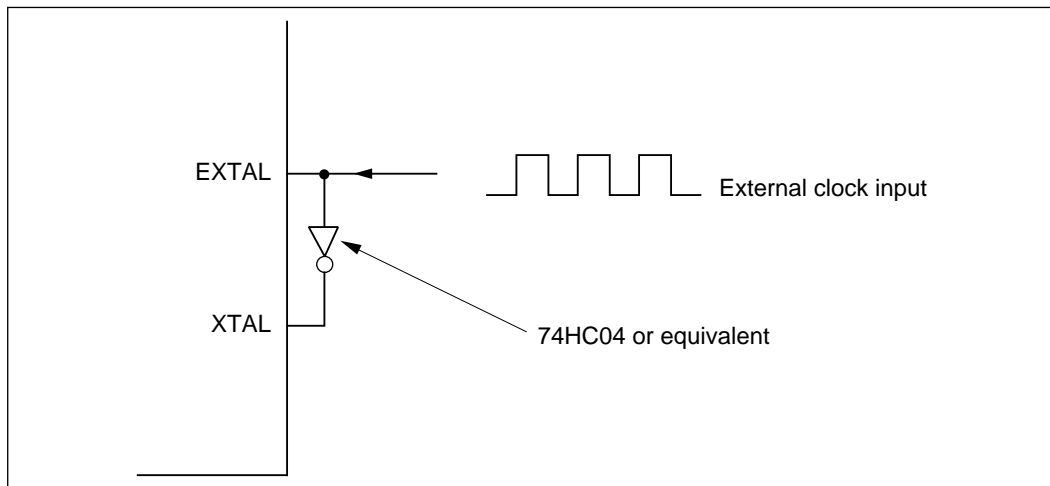 EXTAL
External clock input
XTAL
74HC04 or equivalent